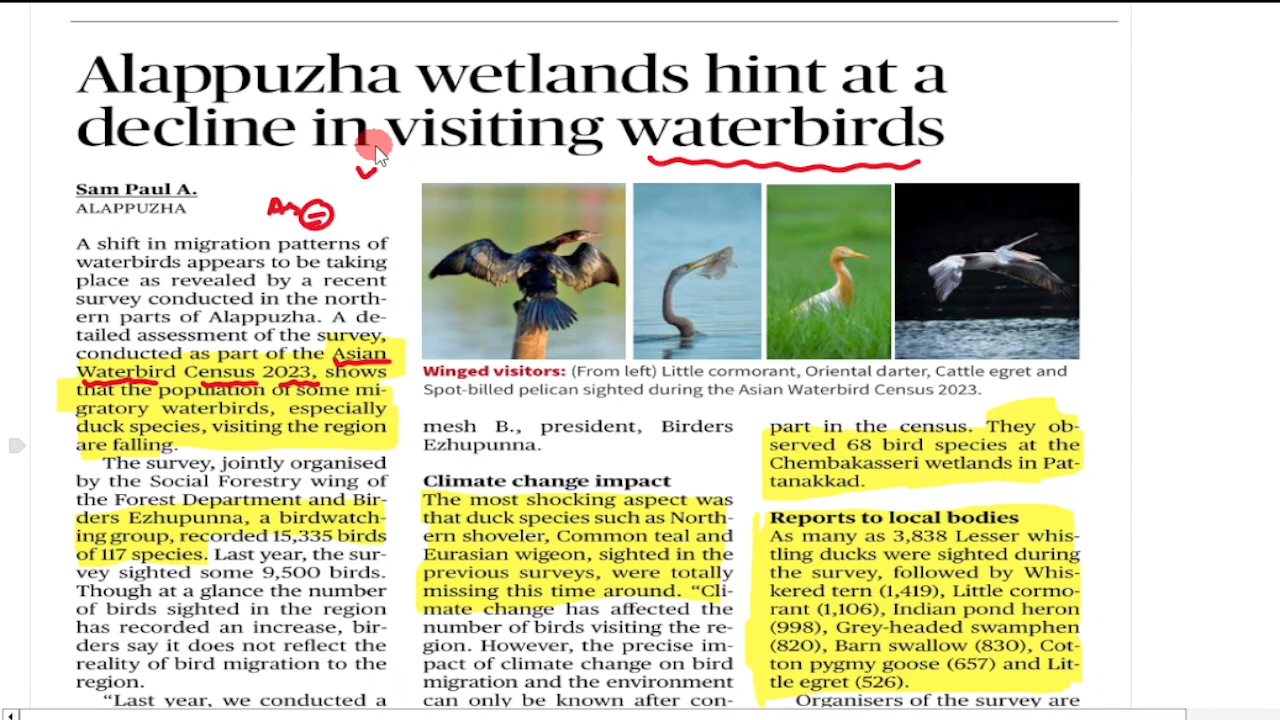 Alappuzha wetlands hint at a
decline in visiting waterbirds
Sam Paul A.
ALAPPUZHA
A shift in migration patterns of
waterbirds appears to be taking
place as revealed by a recent
survey conducted in the north-
ern parts of Alappuzha. A de-
tailed assessment of the survey,
conducted as part of the Asian
Waterbird Census 2023, shows
that the population of some mi-
gratory waterbirds, especially
duck species, visiting the region
are falling.
The survey, jointly organised
by the Social Forestry wing of
the Forest Department and Bir-
ders Ezhupunna, a birdwatch-
ing group, recorded 15,335 birds
of 117 species. Last year, the sur-
vey sighted some 9,500 birds.
Though at a glance the number
of birds sighted in the region
has recorded an increase, bir-
ders say it does not reflect the
reality of bird migration to the
region.
"Last year, we conducted a
Winged visitors: (From left) Little cormorant, Oriental darter, Cattle egret and
Spot-billed pelican sighted during the Asian Waterbird Census 2023.
mesh B., president, Birders
Ezhupunna.
Climate change impact
The most shocking aspect was
that duck species such as North-
ern shoveler, Common teal and
Eurasian wigeon, sighted in the
previous surveys, were totally
missing this time around. "Cli-
mate change has affected the
number of birds visiting the re-
gion. However, the precise im-
pact of climate change on bird
migration and the environment
can only be known after con-
part in the census. They ob-
served 68 bird species at the
Chembakasseri wetlands in Pat-
tanakkad.
Reports to local bodies
As many as 3,838 Lesser whis-
tling ducks were sighted during
the survey, followed by Whis-
kered tern (1,419), Little cormo-
rant (1,106), Indian pond heron
(998), Grey-headed swamphen
(820), Barn swallow (830), Cot-
ton pygmy goose (657) and Lit-
tle egret (526).
Organisers of the survey are